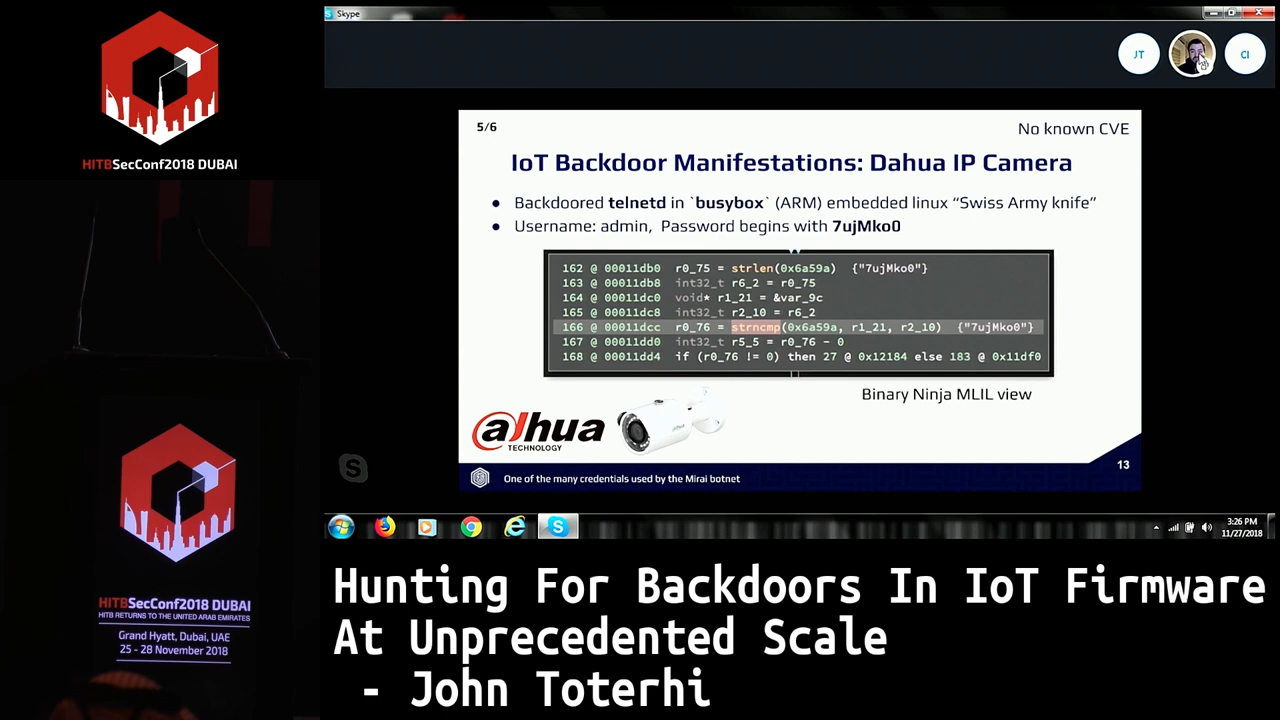 HITBSecConf2018 DUBAI
HITBSecConf2018 DUBAI
HITB RETURNS TO THE UNITED ARAB EMIRATES
Grand Hyatt, Dubai, UAE
25 - 28 November 2018
Skype
JT
CI
5/6
No known CVE
IoT Backdoor Manifestations: Dahua IP Camera
● Backdoored telnetd in `busybox` (ARM) embedded linux “Swiss Army knife”
● Username: admin, Password begins with 7ujMko0
162 @ 00011db0 r0_75 = strlen(0x6a59a) {"7ujMko0"}
163 @ 00011db8 int32_t r6_2 = r0_75
164 @ 00011dc0 void* r1_21 = &var_9c
165 @ 00011dc8 int32_t r2_10 = r6_2
166 @ 00011dcc r0_76 = strncmp(0x6a59a, r1_21, r2_10) {"7ujMko0"}
167 @ 00011dd0 int32_t r5_5 = r0_76 - 0
168 @ 00011dd4 if (r0_76 != 0) then 27 @ 0x12184 else 183 @ 0x11df0
Binary Ninja MLIL view
alhua
TECHNOLOGY
13
One of the many credentials used by the Mirai botnet
3:26 PM
11/27/2018
Hunting For Backdoors In IoT Firmware
At Unprecedented Scale
- John Toterhi